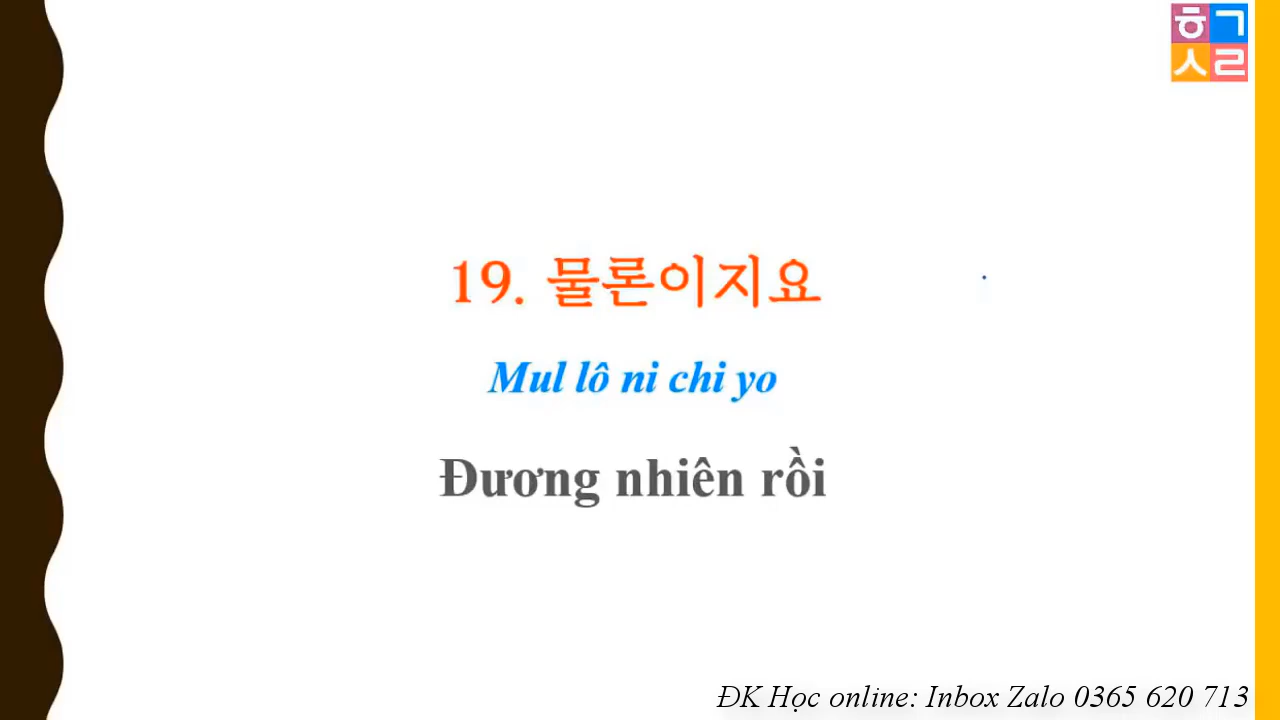 ㅎㄱ
ㅅㄹ
19. 물론이지요
Mul lô ni chi yo
Đương nhiên rồi
ĐK Học online: Inbox Zalo 0365 620 713